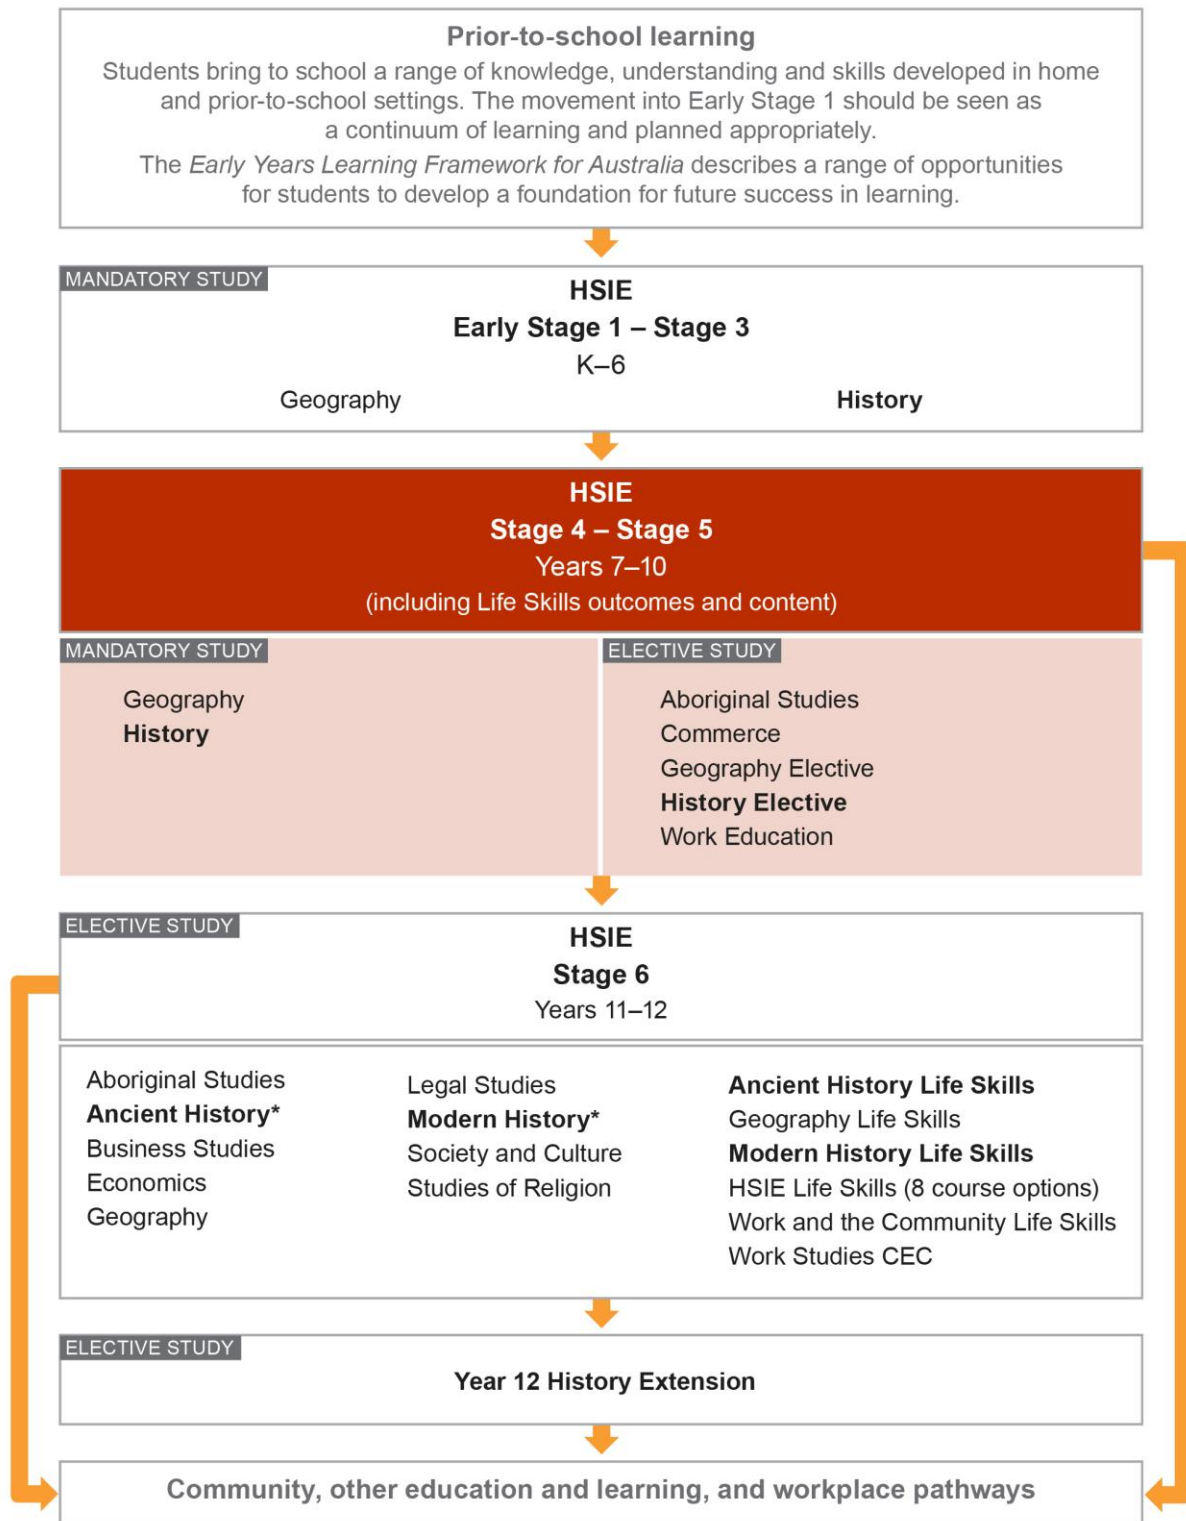 Prior-to-school learning
Students bring to school a range of knowledge, understanding and skills developed in home
and prior-to-school settings. The movement into Early Stage 1 should be seen as
a continuum of learning and planned appropriately.
The Early Years Learning Framework for Australia describes a range of opportunities
for students to develop a foundation for future success in learning.
MANDATORY STUDY
HSIE
Early Stage 1 – Stage 3
K–6
Geography
History
HSIE
Stage 4 – Stage 5
Years 7–10
(including Life Skills outcomes and content)
MANDATORY STUDY
Geography
History
ELECTIVE STUDY
Aboriginal Studies
Commerce
Geography Elective
History Elective
Work Education
ELECTIVE STUDY
HSIE
Stage 6
Years 11–12
Aboriginal Studies
Ancient History*
Business Studies
Economics
Geography
Legal Studies
Modern History*
Society and Culture
Studies of Religion
Ancient History Life Skills
Geography Life Skills
Modern History Life Skills
HSIE Life Skills (8 course options)
Work and the Community Life Skills
Work Studies CEC
ELECTIVE STUDY
Year 12 History Extension
Community, other education and learning, and workplace pathways